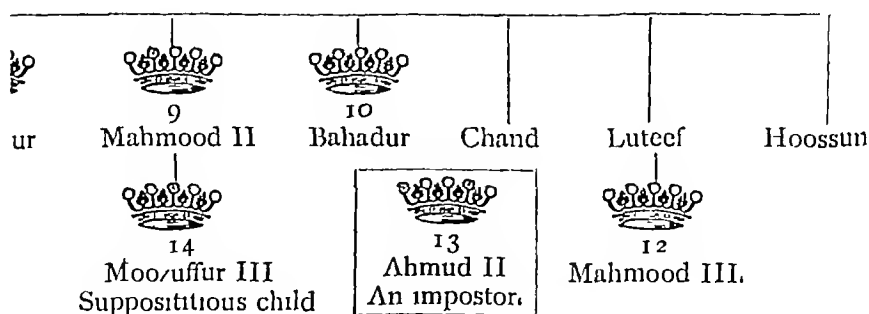 9 10
ur Mahmood II Bahadur Chand Luteef Hoossun
14 13 12
Moozuffur III Ahmud II Mahmood III.
Supposititious child An impostor.